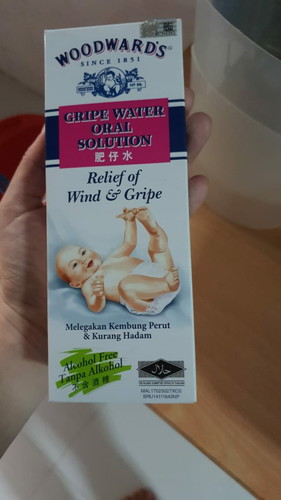 WOODWARD'S
SINCE 1851
GRIPE WATER
ORAL
SOLUTION
肥仔水
Relief of
Wind & Gripe
Melegakan Kembung Perut
& Kurang Hadam
Alcohol Free
Tanpa Alkohol
不含酒精
حلال